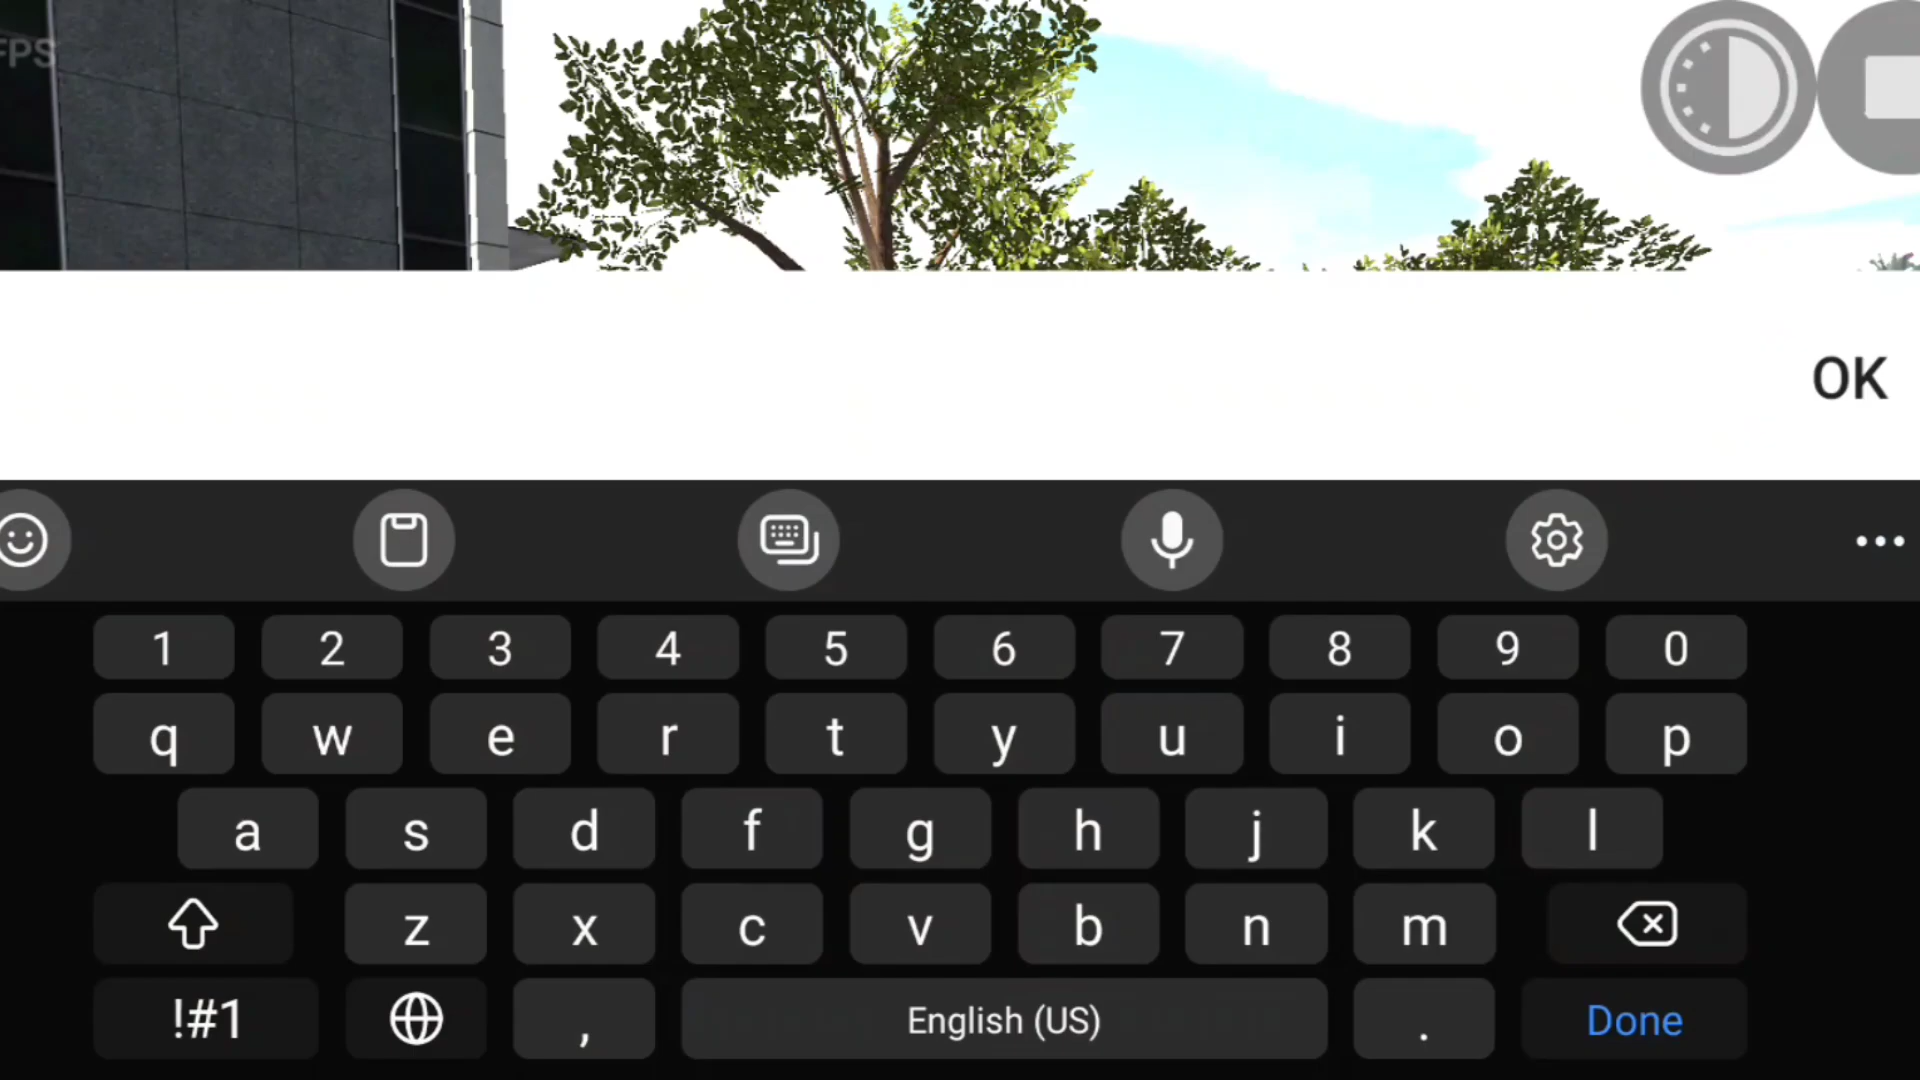 FPS
OK
1 2 3 4 5 6 7 8 9 0
q w e r t y u i o p
a s d f g h j k l
z x c v b n m
!#1 , English (US) . Done